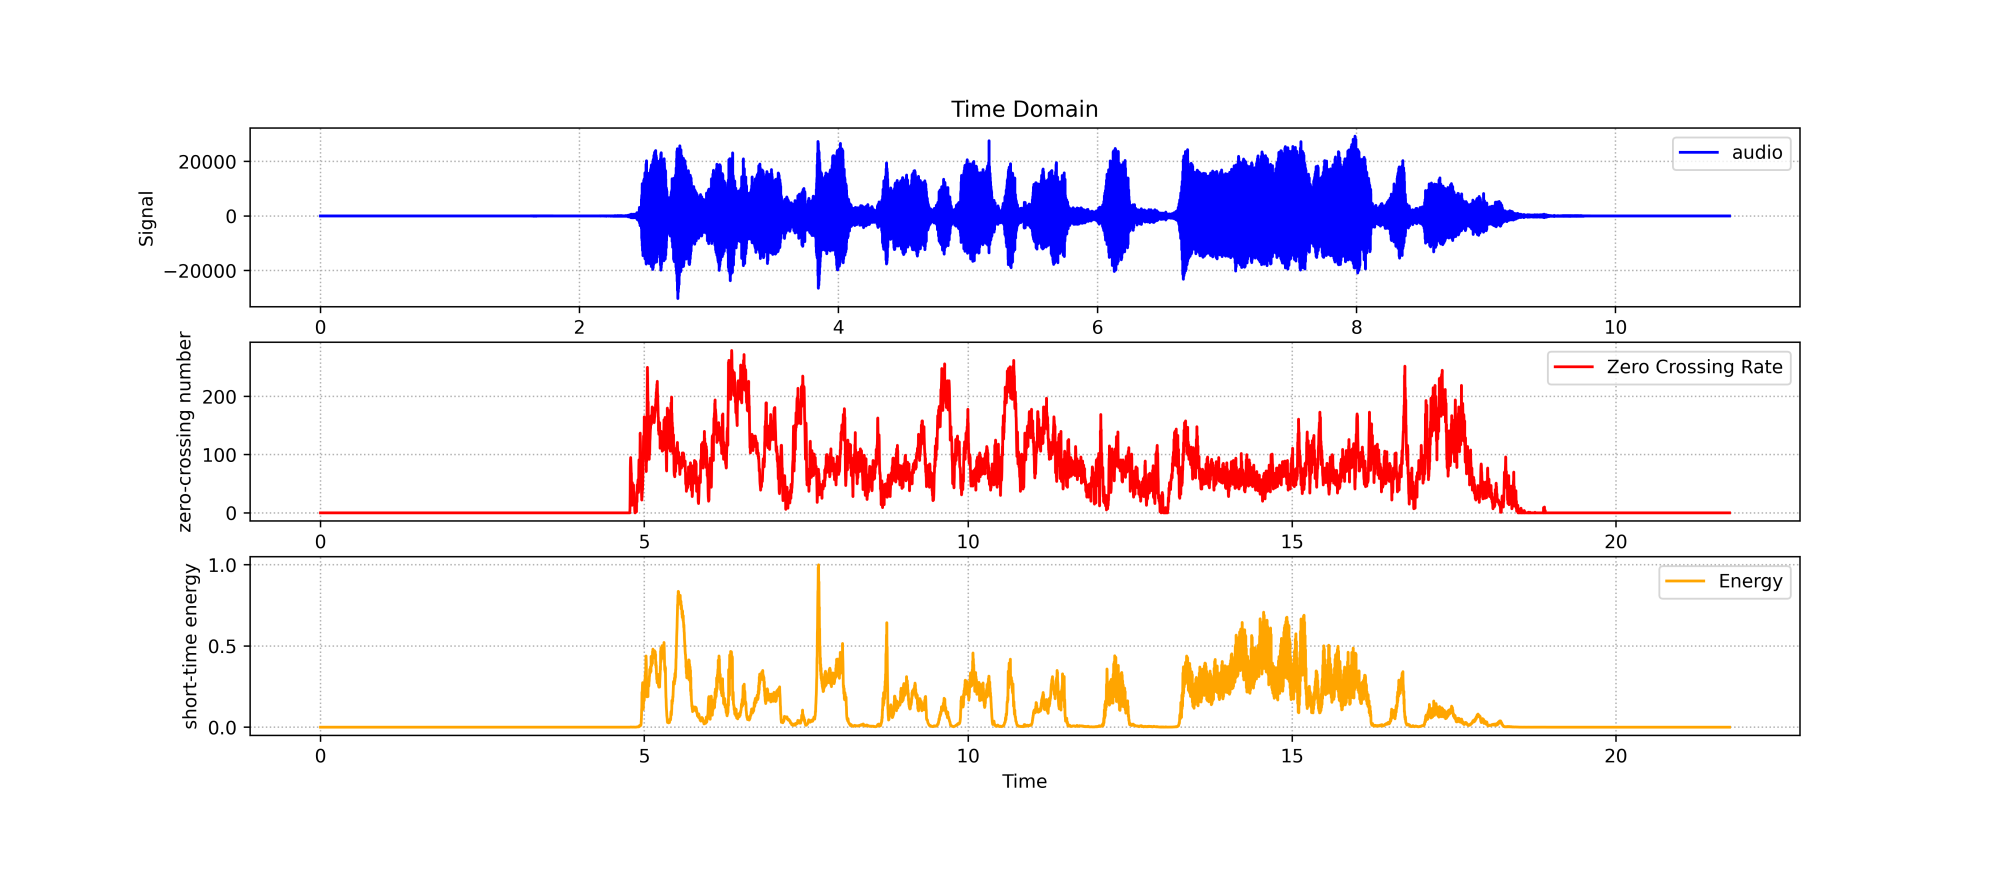 Time Domain
Signal
20000
0
−20000
audio
0 2 4 6 8 10
zero-crossing number
200
100
0
Zero Crossing Rate
0 5 10 15 20
short-time energy
1.0
0.5
0.0
Energy
0 5 10 15 20
Time